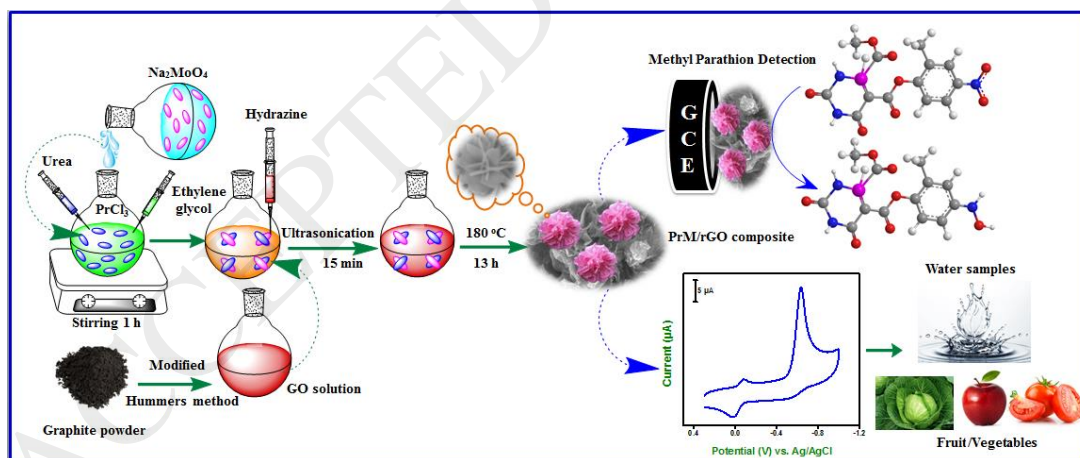 Na₂MoO₄
Urea
PrCl₃
Ethylene
glycol
Hydrazine
Stirring 1 h
Ultrasonication
15 min
180 ºC
13 h
Graphite powder
Modified
Hummers method
GO solution
Methyl Parathion Detection
G
C
E
PrM/rGO composite
5 µA
Current (µA)
0.4 0.0 -0.4 -0.8 -1.2
Potential (V) vs. Ag/AgCl
Water samples
Fruit/Vegetables
ACCEPTED